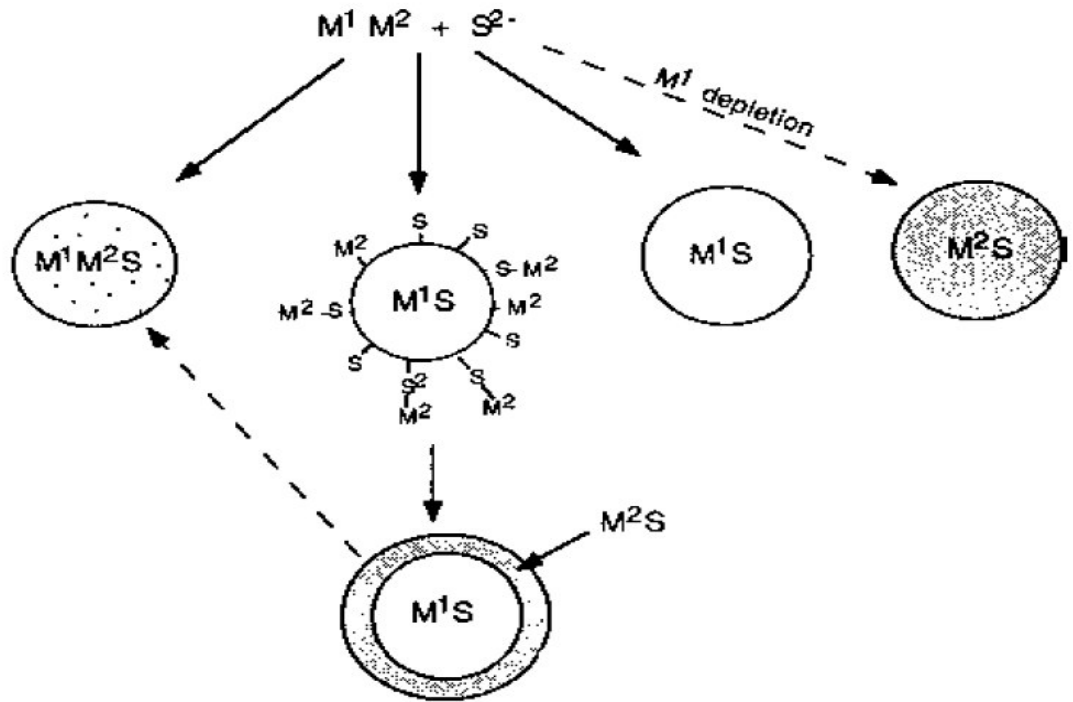 M¹ M² + S²⁻
M¹ depletion
M¹M²S
M¹S
M¹S
M²S
S
S
M²
S-M²
M²-S
M²
S
S
S²
S
M²
M²
M²S
M¹S